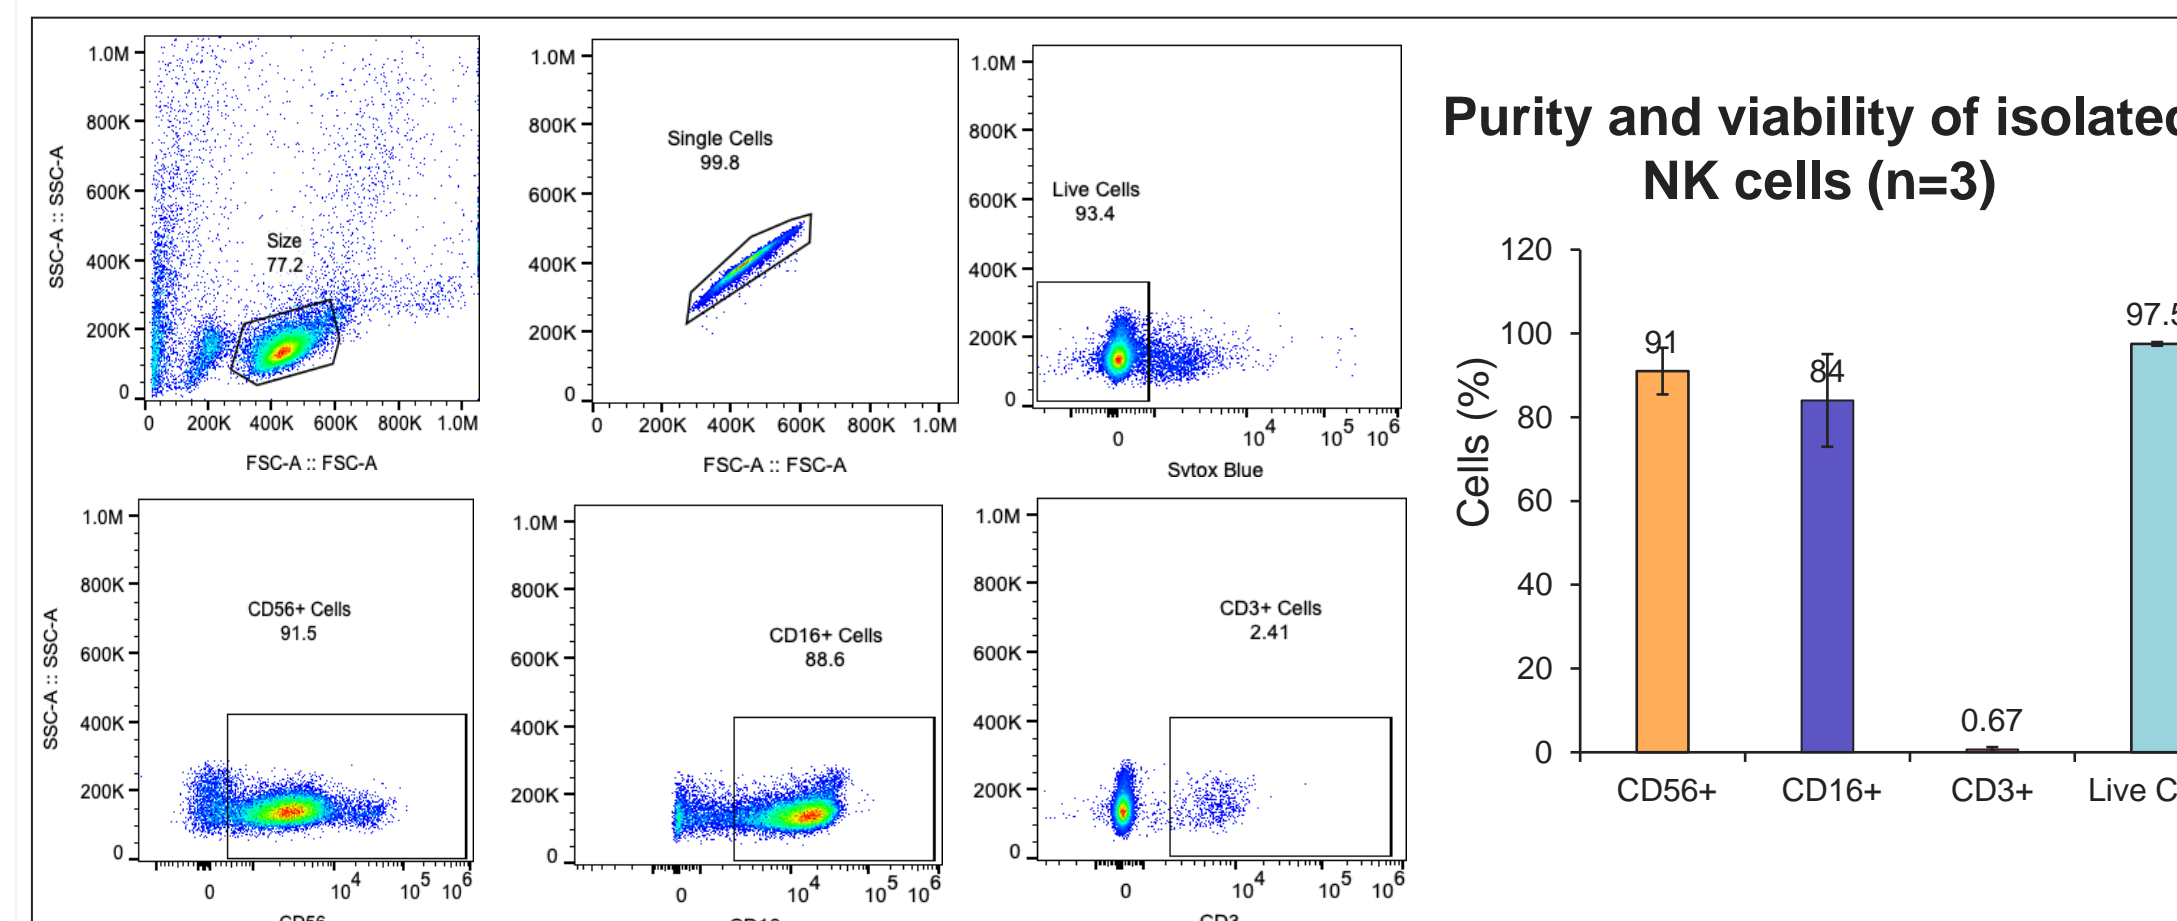 1.0M
800K
600K
400K
200K
0
SSC-A :: SSC-A
Size
77.2
0 200K 400K 600K 800K 1.0M
FSC-A :: FSC-A
1.0M
800K
600K
400K
200K
0
Single Cells
99.8
0 200K 400K 600K 800K 1.0M
FSC-A :: FSC-A
1.0M
800K
600K
400K
200K
0
Live Cells
93.4
0 10^4 10^5 10^6
Sytox Blue
1.0M
800K
600K
400K
200K
0
SSC-A :: SSC-A
CD56+ Cells
91.5
0 10^4 10^5 10^6
CD56
1.0M
800K
600K
400K
200K
0
CD16+ Cells
88.6
0 10^4 10^5 10^6
1.0M
800K
600K
400K
200K
0
CD3+ Cells
2.41
0 10^4 10^5 10^6
CD3
Purity and viability of isolated
NK cells (n=3)
Cells (%)
120
100
80
60
40
20
0
91
84
0.67
97.5
CD56+ CD16+ CD3+ Live C